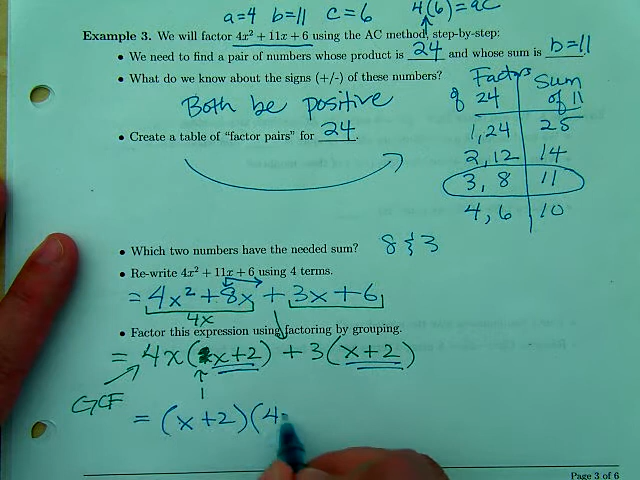 a=4 b=11 c=6 4(6)=ac
Example 3. We will factor 4x² + 11x + 6 using the AC method, step-by-step:
• We need to find a pair of numbers whose product is 24 and whose sum is b=11.
• What do we know about the signs (+/-) of these numbers?
Both be positive
• Create a table of "factor pairs" for 24.
Factors of 24 Sum of 11
1, 24 25
2, 12 14
3, 8 11
4, 6 10
• Which two numbers have the needed sum? 8 & 3
• Re-write 4x² + 11x + 6 using 4 terms.
= 4x² + 8x + 3x + 6
4x
• Factor this expression using factoring by grouping.
= 4x(x+2) + 3(x+2)
GCF
1
= (x+2)(4
Page 3 of 6